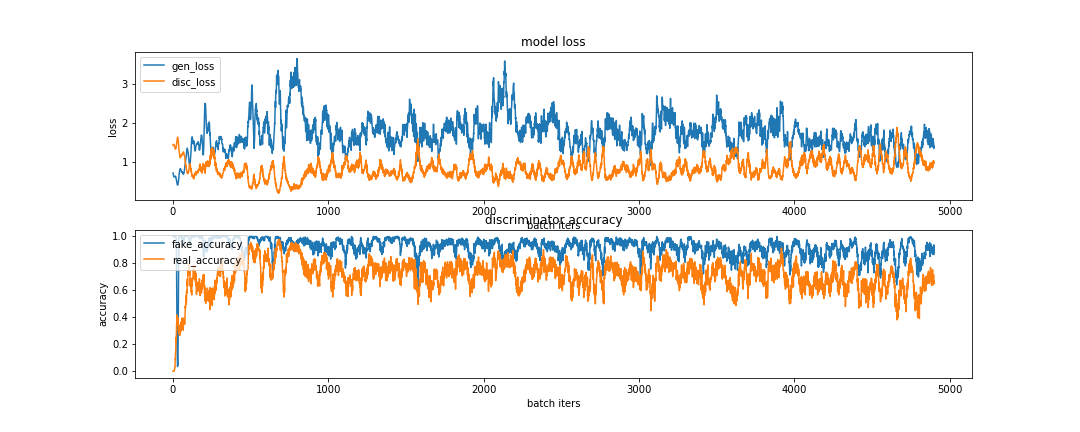 model loss
gen_loss
disc_loss
loss
3
2
1
0
1000
2000
3000
4000
5000
batch iters
discriminator accuracy
fake_accuracy
real_accuracy
accuracy
1.0
0.8
0.6
0.4
0.2
0.0
0
1000
2000
3000
4000
5000
batch iters